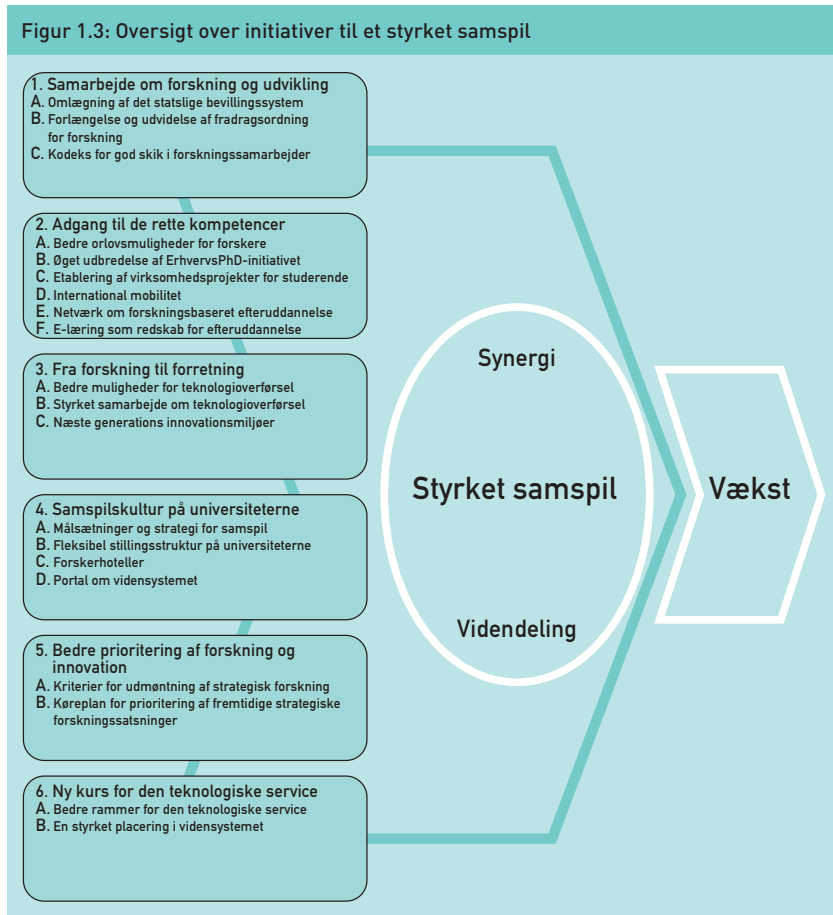 Figur 1.3: Oversigt over initiativer til et styrket samspil
1. Samarbejde om forskning og udvikling
A. Omlægning af det statslige bevillingssystem
B. Forlængelse og udvidelse af fradragsordning
for forskning
C. Kodeks for god skik i forskningssamarbejder
2. Adgang til de rette kompetencer
A. Bedre orlovsmuligheder for forskere
B. Øget udbredelse af ErhvervsPhD-initiativet
C. Etablering af virksomhedsprojekter for studerende
D. International mobilitet
E. Netværk om forskningsbaseret efteruddannelse
F. E-læring som redskab for efteruddannelse
3. Fra forskning til forretning
A. Bedre muligheder for teknologioverførsel
B. Styrket samarbejde om teknologioverførsel
C. Næste generations innovationsmiljøer
4. Samspilskultur på universiteterne
A. Målsætninger og strategi for samspil
B. Fleksibel stillingsstruktur på universiteterne
C. Forskerhoteller
D. Portal om vidensystemet
5. Bedre prioritering af forskning og
innovation
A. Kriterier for udmøntning af strategisk forskning
B. Køreplan for prioritering af fremtidige strategiske
forskningssatsninger
6. Ny kurs for den teknologiske service
A. Bedre rammer for den teknologiske service
B. En styrket placering i vidensystemet
Synergi
Styrket samspil
Videndeling
Vækst